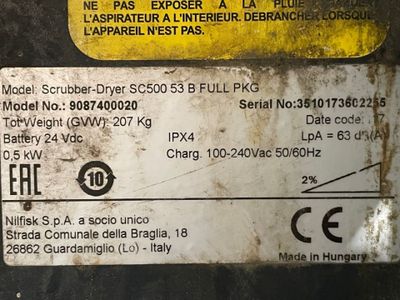 NE PAS EXPOSER A LA PLUIE
L'ASPIRATEUR A L'INTERIEUR. DEBRANCHER LORSQUE
L'APPAREIL N'EST PAS.
Model: Scrubber-Dryer SC500 53 B FULL PKG
Model No.: 9087400020 Serial No:
Tot Weight (GVW): 207 Kg Date code:
Battery 24 Vdc IPX4 LpA = 63
0,5 kW Charg. 100-240Vac 50/60Hz
EAC 10 2% CE
Nilfisk S.p.A. a socio unico
Strada Comunale della Braglia, 18
26862 Guardamiglio (Lo) - Italy Made in Hungary